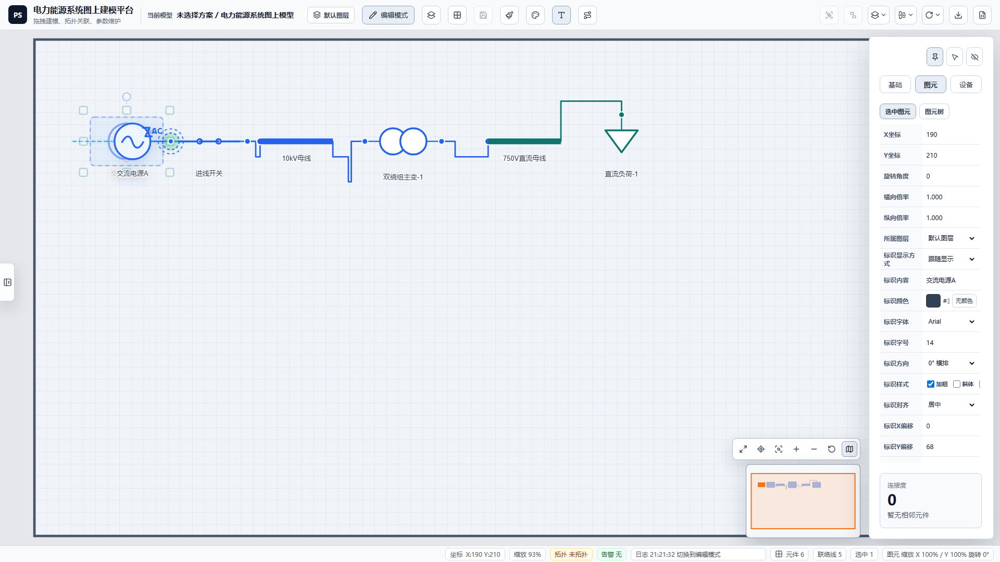 PS
电力能源系统图上建模平台
拖拽建模、拓扑关联、参数维护
当前模型 未选择方案 / 电力能源系统图上模型
默认图层
编辑模式
基础
图元
设备
选中图元
图元树
X坐标 190
Y坐标 210
旋转角度 0
横向倍率 1.000
纵向倍率 1.000
所属图层 默认图层
标识显示方式 跟随显示
标识内容 交流电源A
标识颜色 #3 无颜色
标识字体 Arial
标识字号 14
标识方向 0° 横排
标识样式 加粗 斜体
标识对齐 居中
标识X偏移 0
标识Y偏移 68
连接度
0
暂无相邻元件
AC
交流电源A
进线开关
10kV母线
双绕组主变-1
750V直流母线
直流负荷-1
坐标 X:190 Y:210
缩放 93%
拓扑 未拓扑
告警 无
日志 21:21:32 切换到编辑模式
元件 6
联络线 5
选中 1
图元 缩放 X 100% / Y 100% 旋转 0°